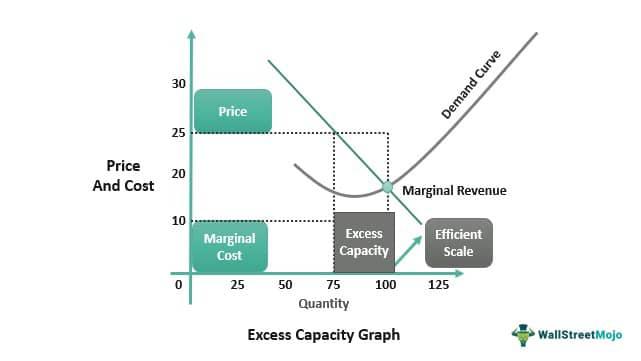 30
Price
25
Price
And Cost
20
10
Marginal
Cost
Demand Curve
Marginal Revenue
Excess
Capacity
Efficient
Scale
0
25
50
75
100
125
Quantity
Excess Capacity Graph
WallStreetMojo